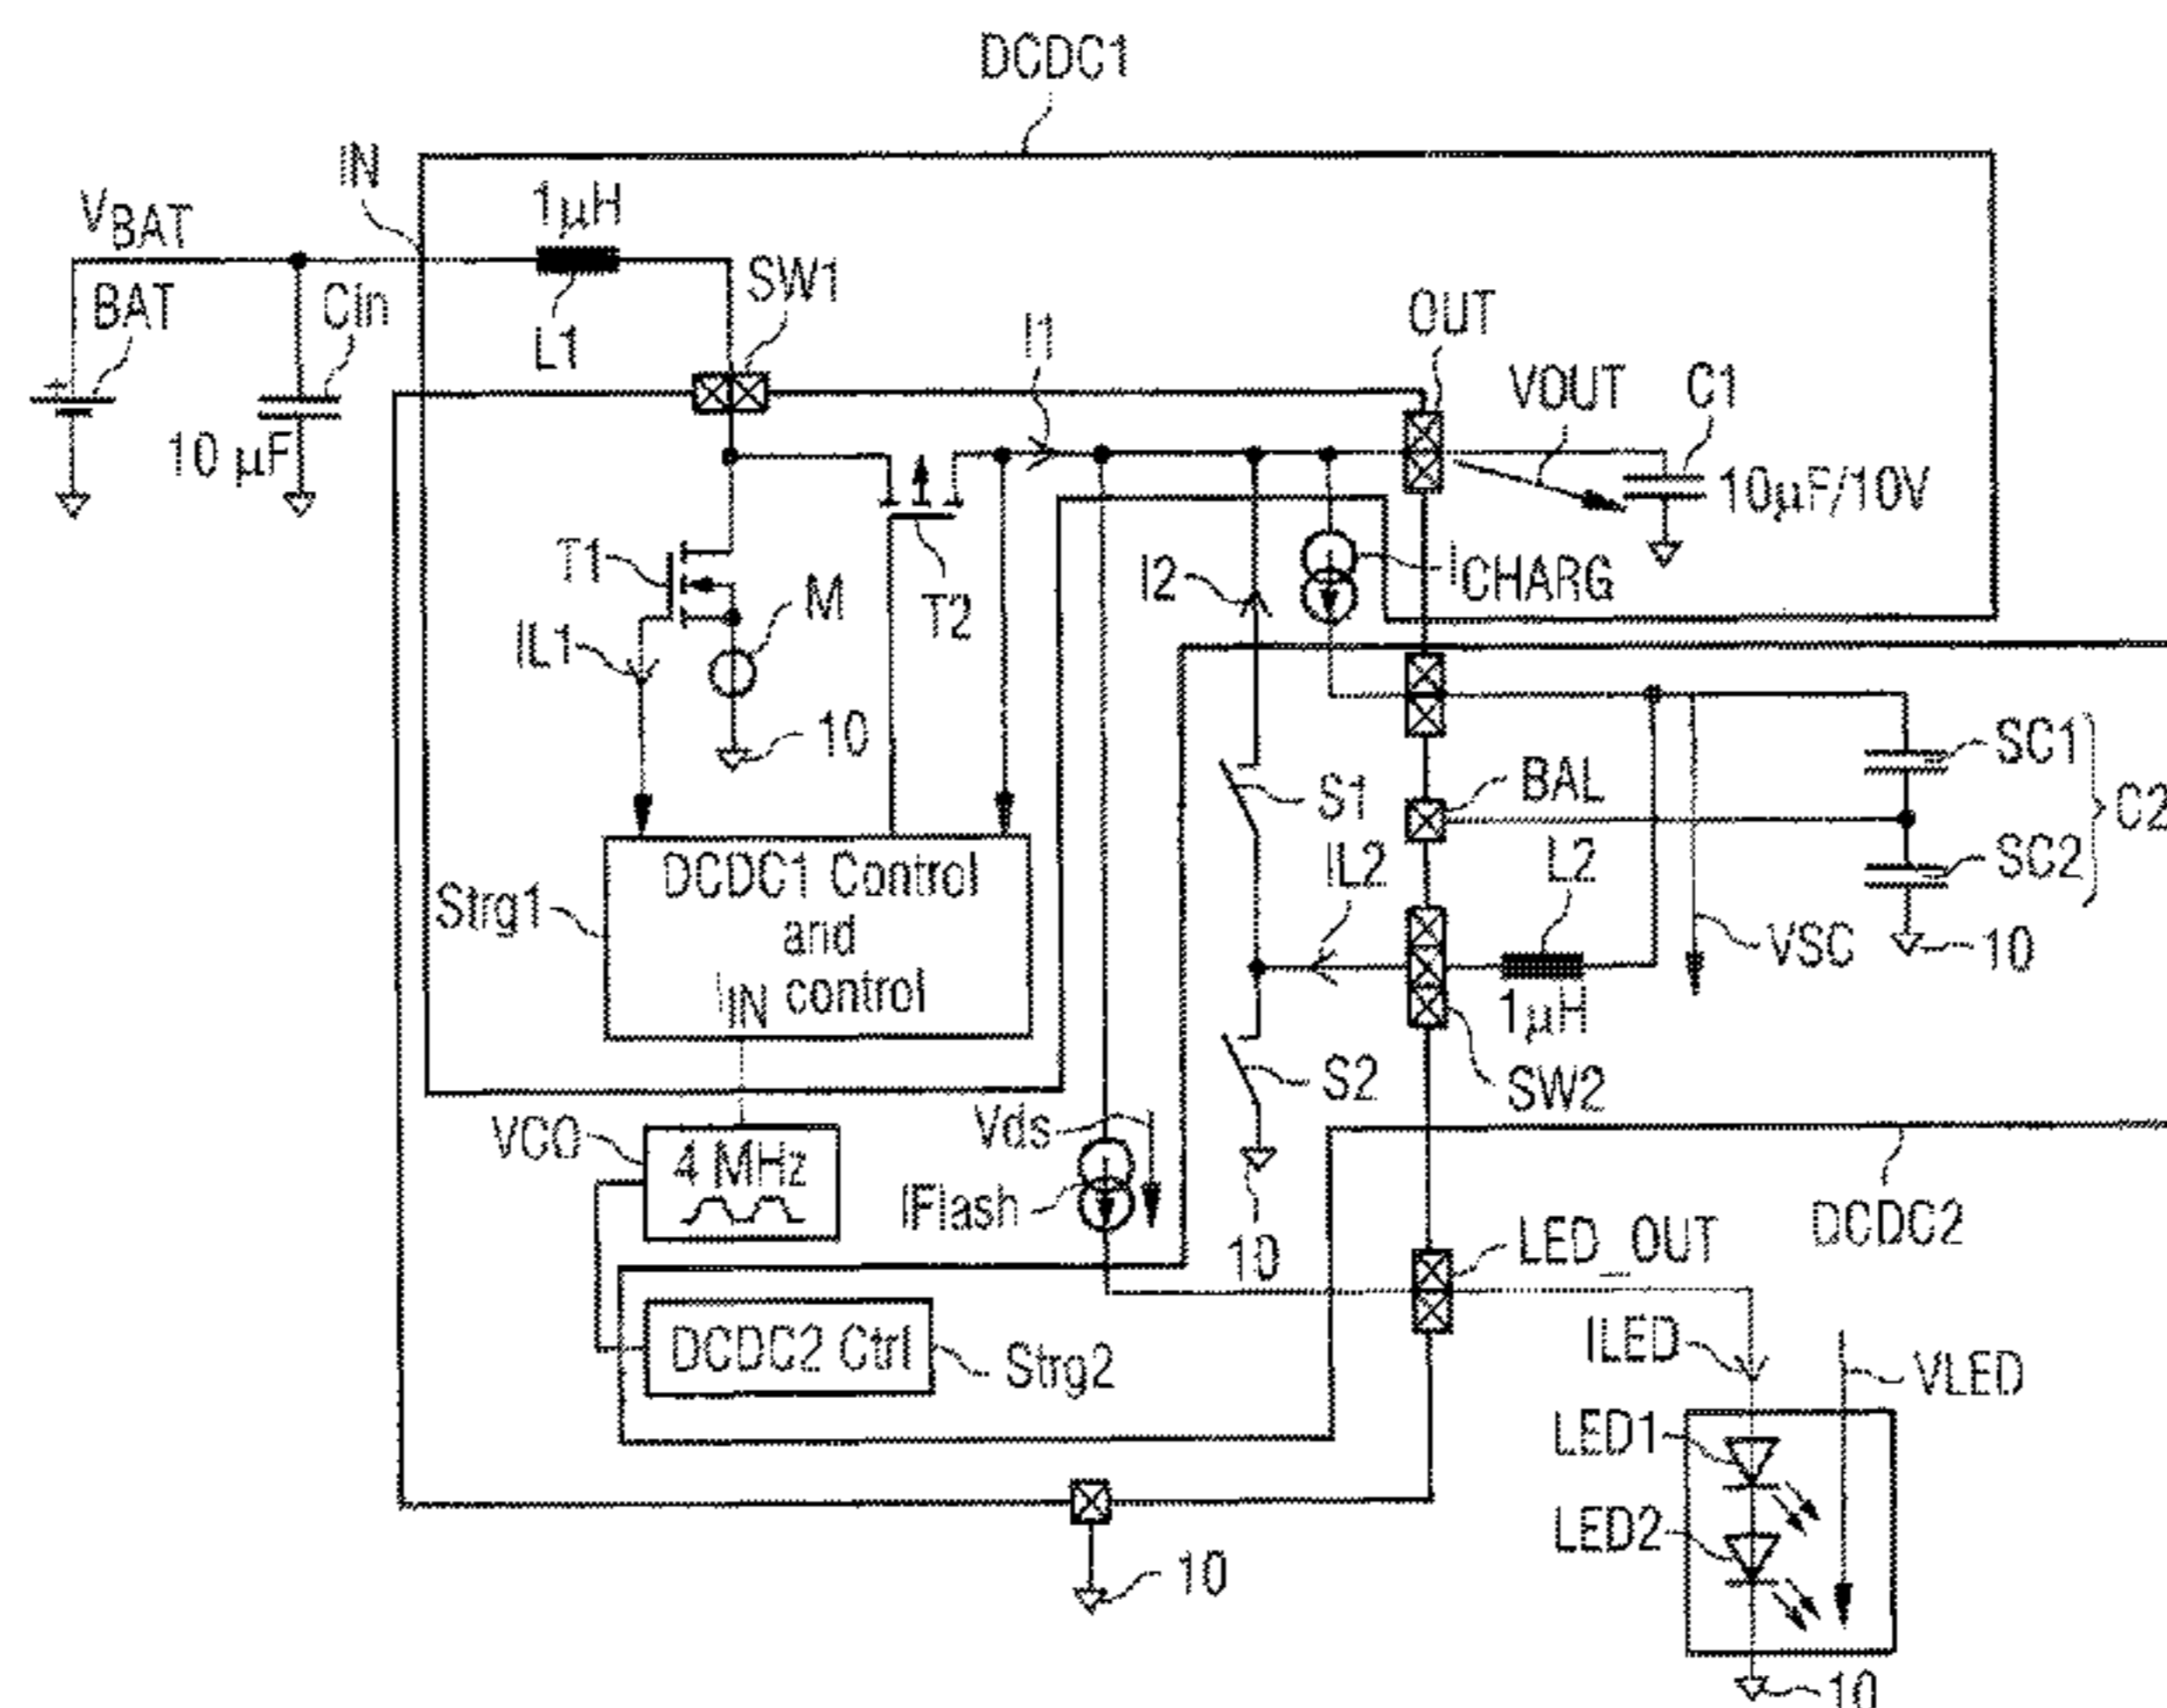 DCDC1
IN
VBAT
1µH
SW1
BAT
Cin
L1
I1
OUT
VOUT
C1
10 µF
10µF/10V
T1
M
T2
I2
ICHARG
IL1
10
S1
BAL
SC1
C2
SC2
IL2
L2
DCDC1 Control
and
IIN control
Strg1
VSC
10
1µH
S2
SW2
VCO
4 MHz
Vds
IFlash
10
LED_OUT
DCDC2
DCDC2 Ctrl
Strg2
ILED
VLED
LED1
LED2
10
10